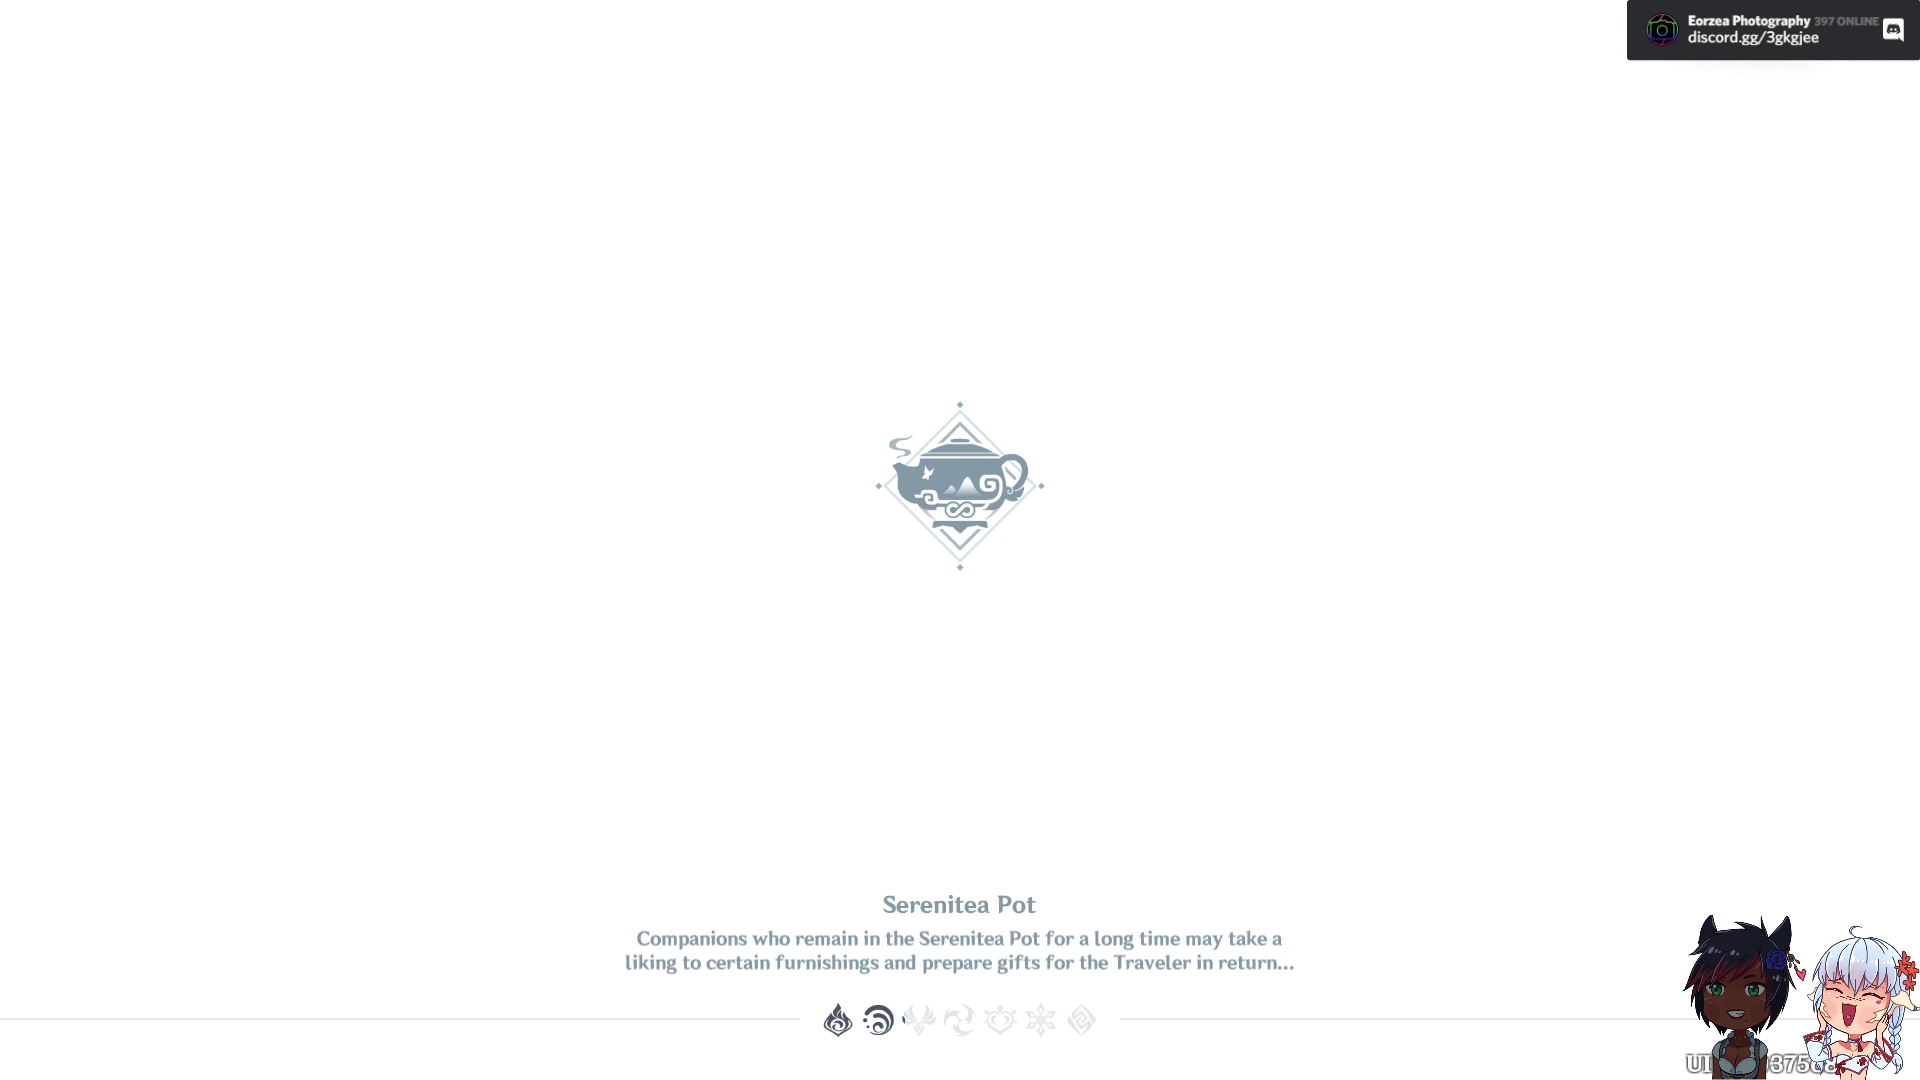 Eorzea Photography 397 ONLINE
discord.gg/3gkgjee
Serenitea Pot
Companions who remain in the Serenitea Pot for a long time may take a
liking to certain furnishings and prepare gifts for the Traveler in return...